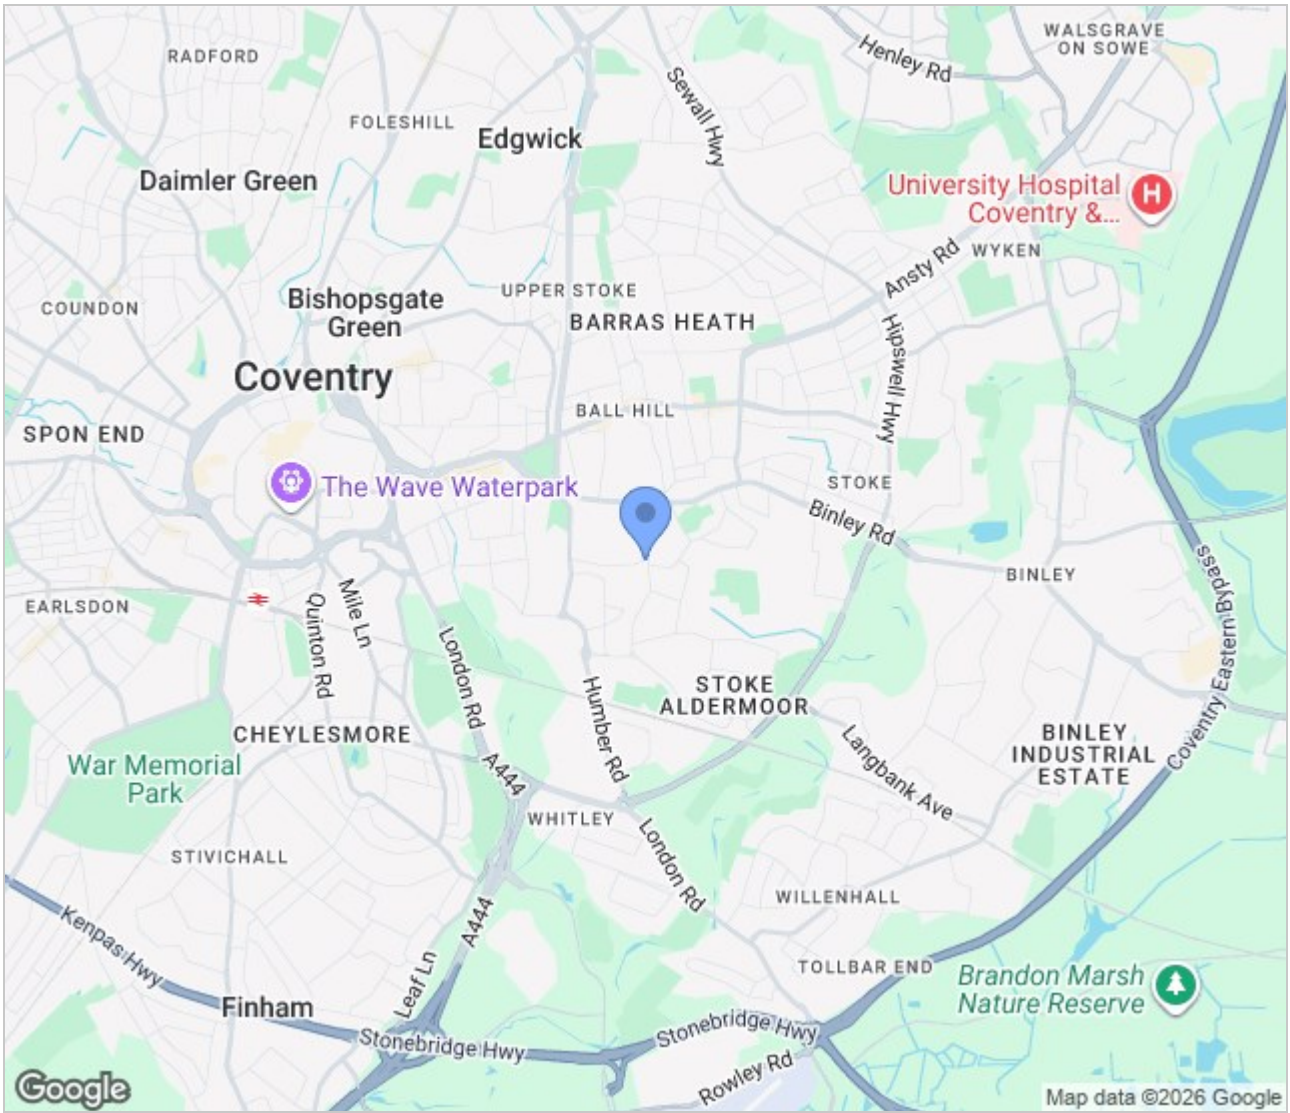 WALSGRAVE
ON SOWE
RADFORD
Henley Rd
Sewall Hwy
FOLESHILL
Edgwick
Daimler Green
University Hospital
Coventry &...
H
WYKEN
Ansty Rd
UPPER STOKE
Bishopsgate
Green
COUNDON
BARRAS HEATH
Hipswell Hwy
Coventry
BALL HILL
SPON END
The Wave Waterpark
STOKE
Binley Rd
BINLEY
Coventry Eastern Bypass
EARLSDON
Mile Ln
Quinton Rd
London Rd
Humber Rd
STOKE
ALDERMOOR
CHEYLESMORE
Langbank Ave
BINLEY
INDUSTRIAL
ESTATE
War Memorial
Park
A444
WHITLEY
London Rd
STIVICHALL
WILLENHALL
A444
Kenpas Hwy
Leaf Ln
TOLLBAR END
Brandon Marsh
Nature Reserve
Finham
Stonebridge Hwy
Stonebridge Hwy
Rowley Rd
Google
Map data ©2026 Google